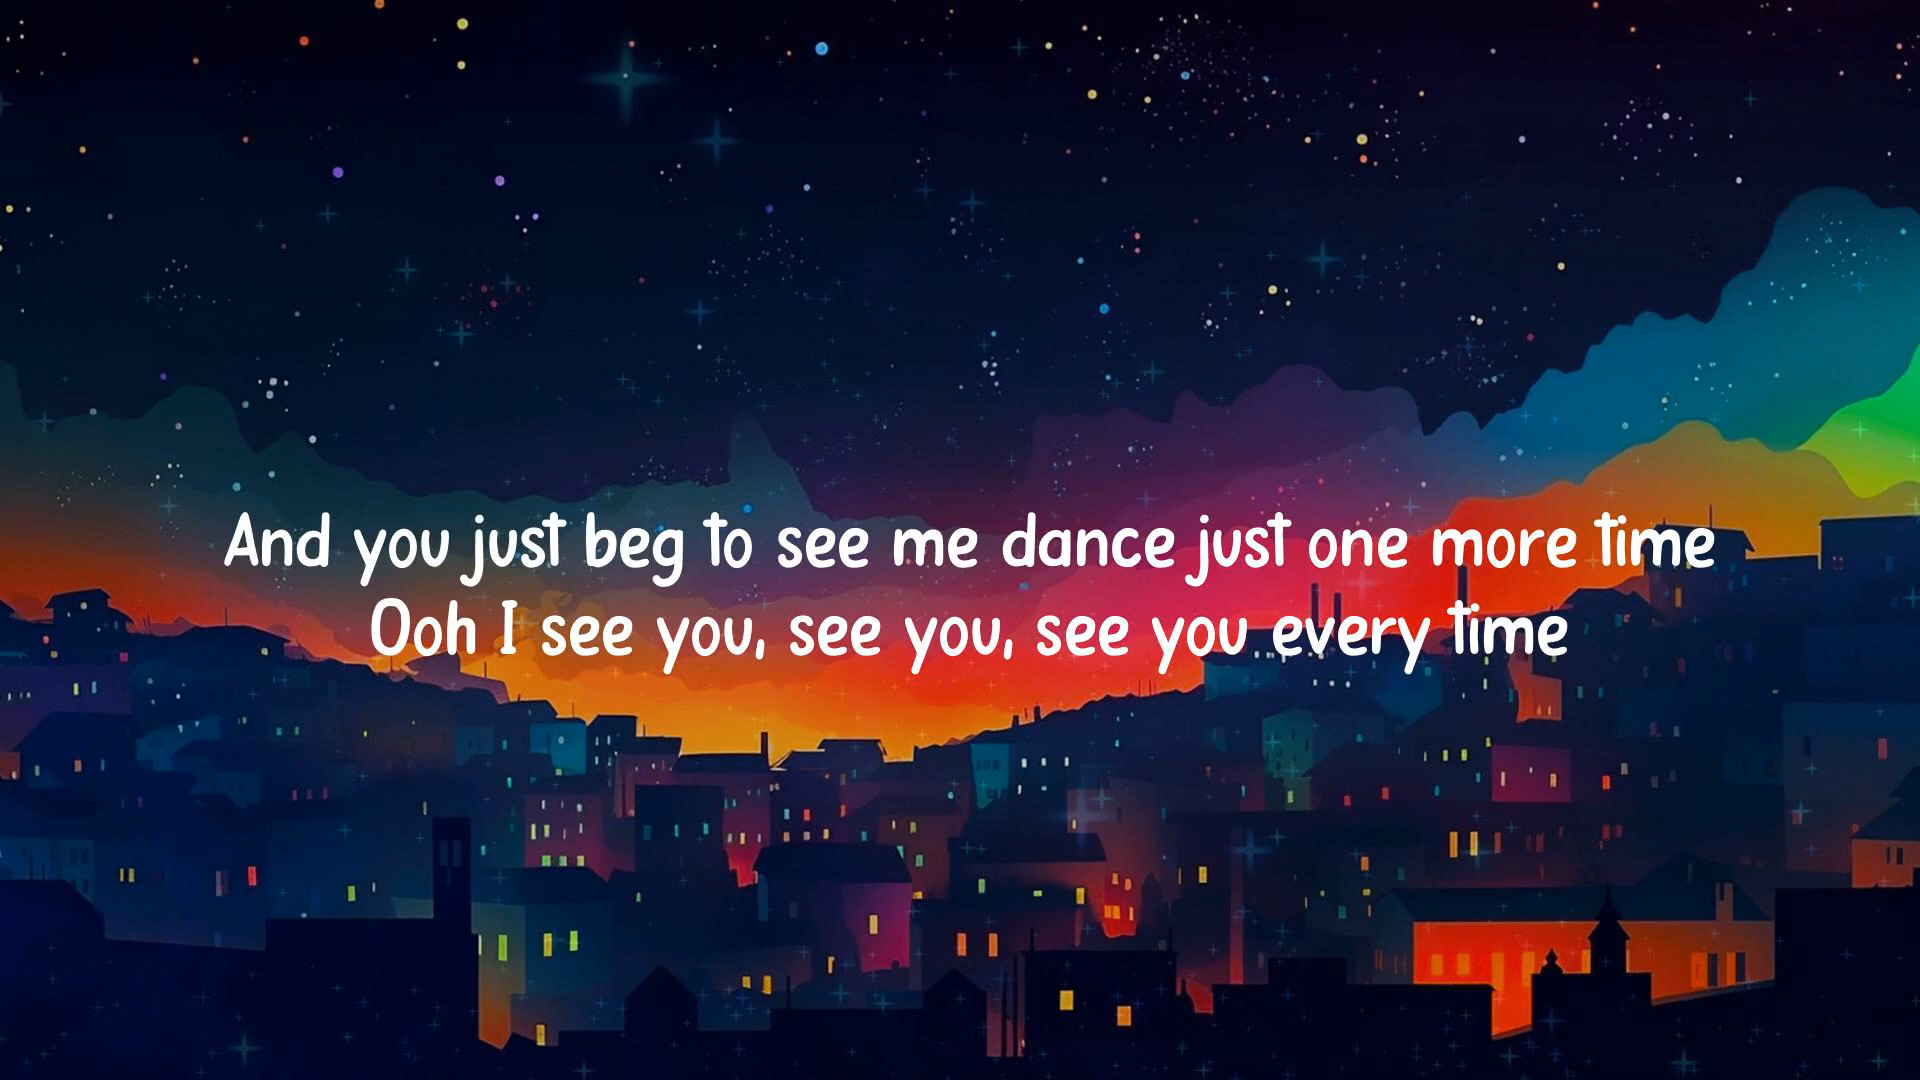 And you just beg to see me dance just one more time
Ooh I see you, see you, see you every time